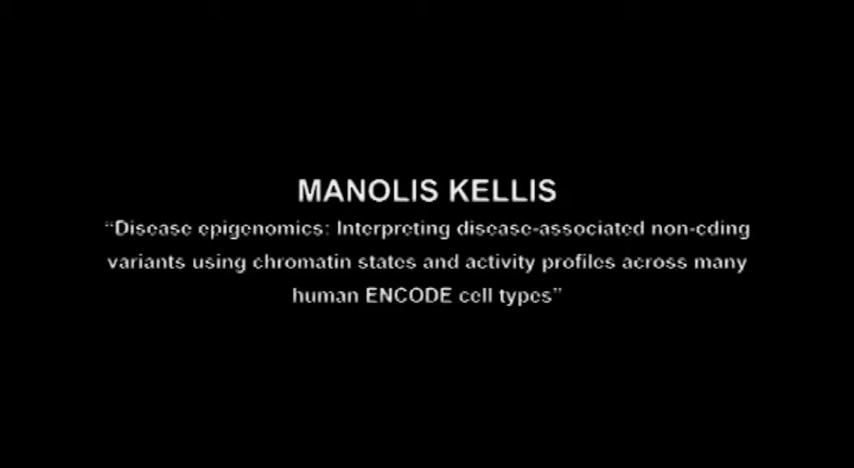 MANOLIS KELLIS
“Disease epigenomics: Interpreting disease-associated non-cding
variants using chromatin states and activity profiles across many
human ENCODE cell types”